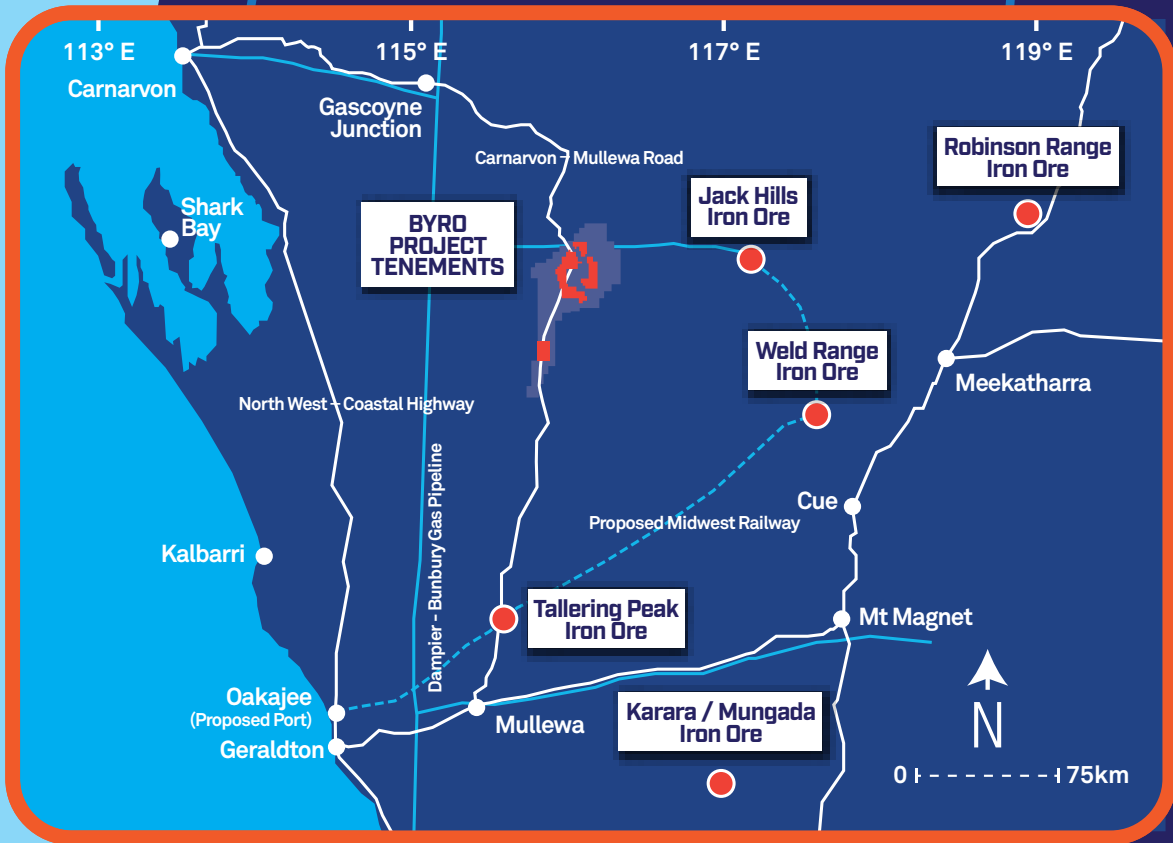 113° E
115° E
117° E
119° E
Carnarvon
Gascoyne
Junction
Carnarvon – Mullewa Road
Robinson Range
Iron Ore
Jack Hills
Iron Ore
Shark
Bay
BYRO
PROJECT
TENEMENTS
Weld Range
Iron Ore
Meekatharra
North West – Coastal Highway
Dampier – Bunbury Gas Pipeline
Cue
Proposed Midwest Railway
Kalbarri
Tallering Peak
Iron Ore
Mt Magnet
Oakajee
(Proposed Port)
Geraldton
Mullewa
Karara / Mungada
Iron Ore
N
0
75km